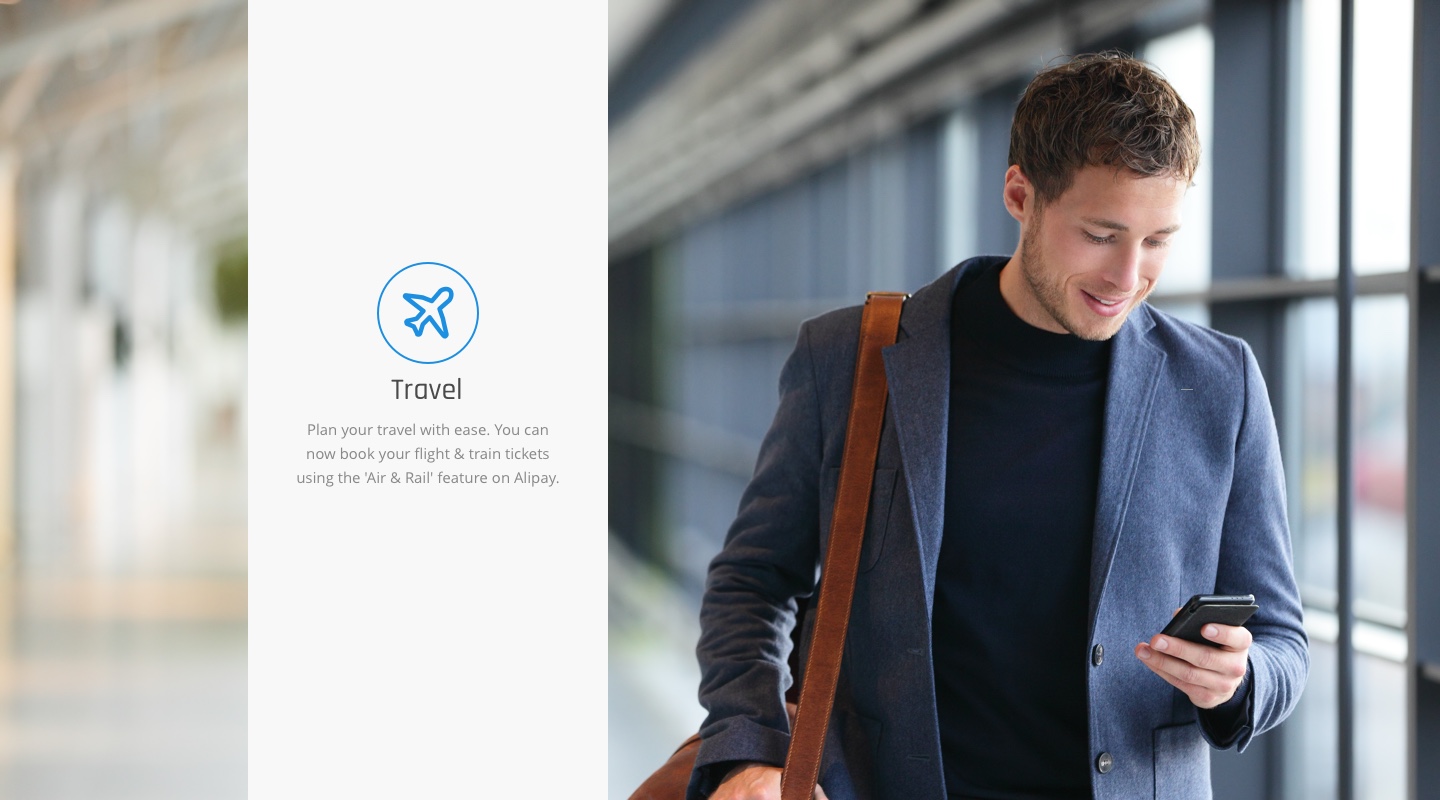 Travel
Plan your travel with ease. You can
now book your flight & train tickets
using the 'Air & Rail' feature on Alipay.